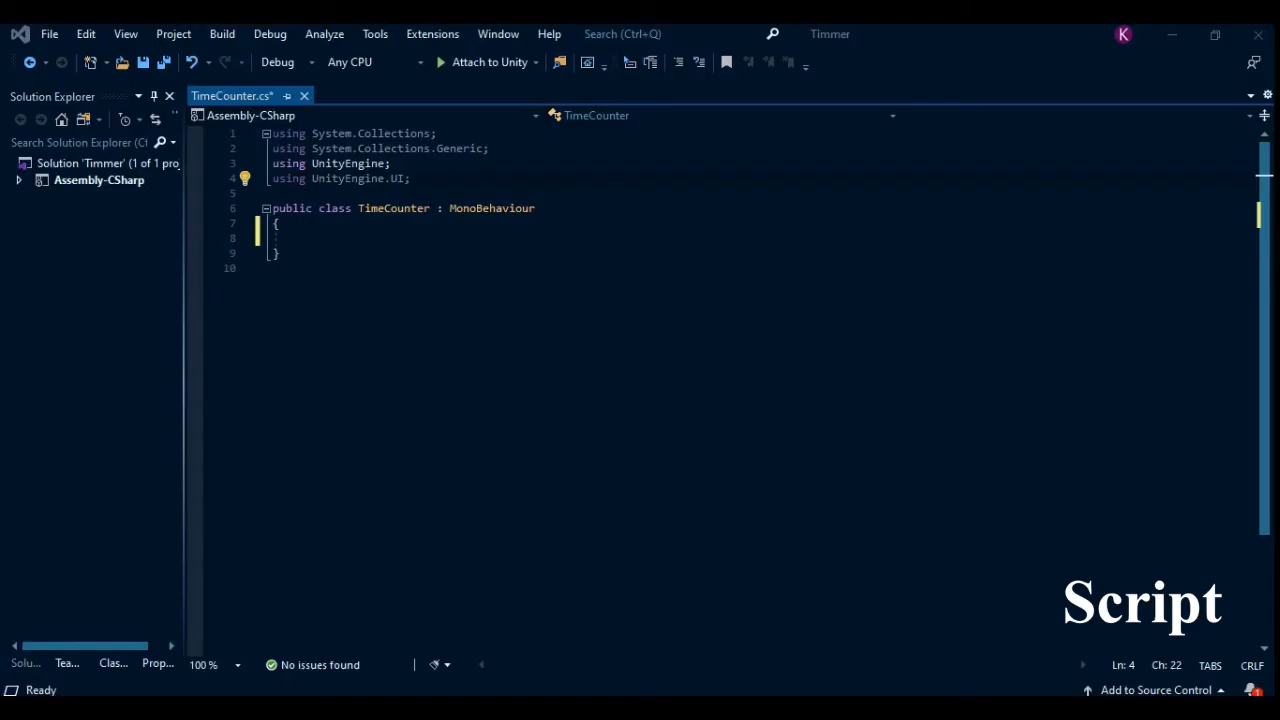 File Edit View Project Build Debug Analyze Tools Extensions Window Help Search (Ctrl+Q) Timmer K
Debug Any CPU Attach to Unity
Solution Explorer TimeCounter.cs*
Assembly-CSharp TimeCounter
Search Solution Explorer (Ct
Solution 'Timmer' (1 of 1 pro
Assembly-CSharp
1 using System.Collections;
2 using System.Collections.Generic;
3 using UnityEngine;
4 using UnityEngine.UI;
5
6 public class TimeCounter : MonoBehaviour
7 {
8
9 }
10
Script
Solu... Tea... Clas... Prop... 100 % No issues found Ln: 4 Ch: 22 TABS CRLF
Ready Add to Source Control 1